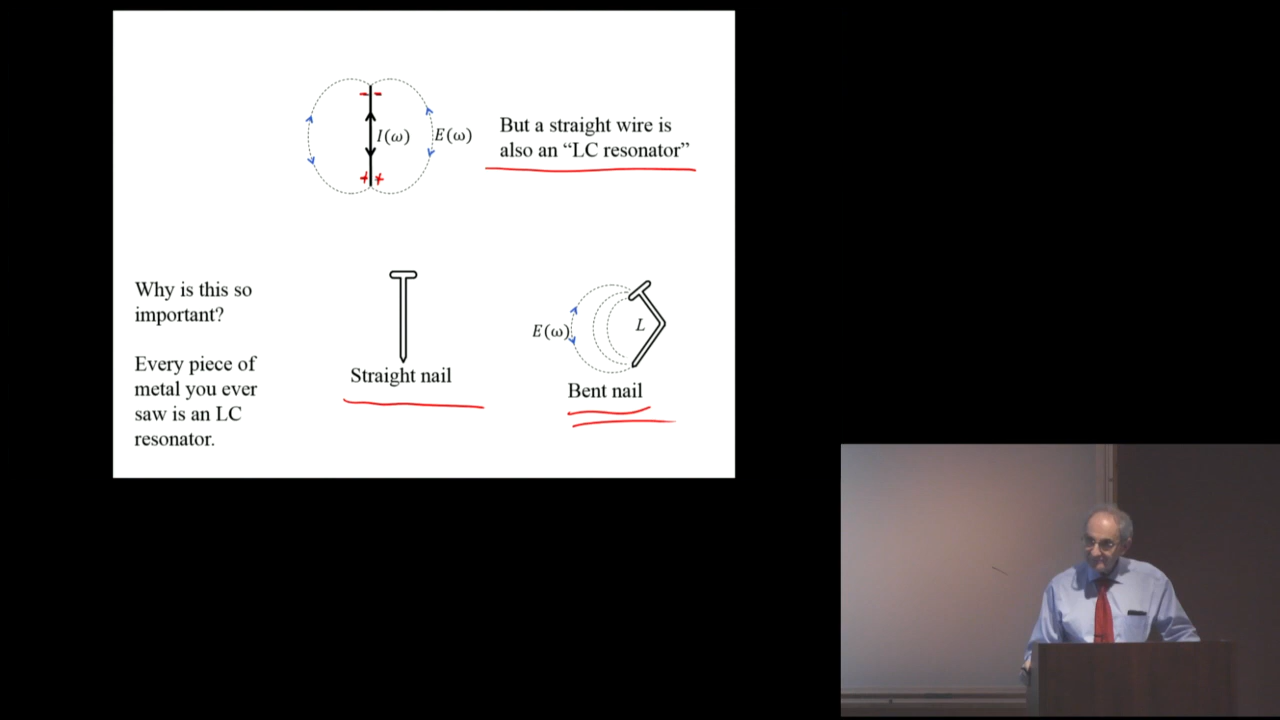 − −
I(ω)
E(ω)
+ +
But a straight wire is
also an “LC resonator”
Why is this so
important?
Every piece of
metal you ever
saw is an LC
resonator.
Straight nail
E(ω)
L
Bent nail